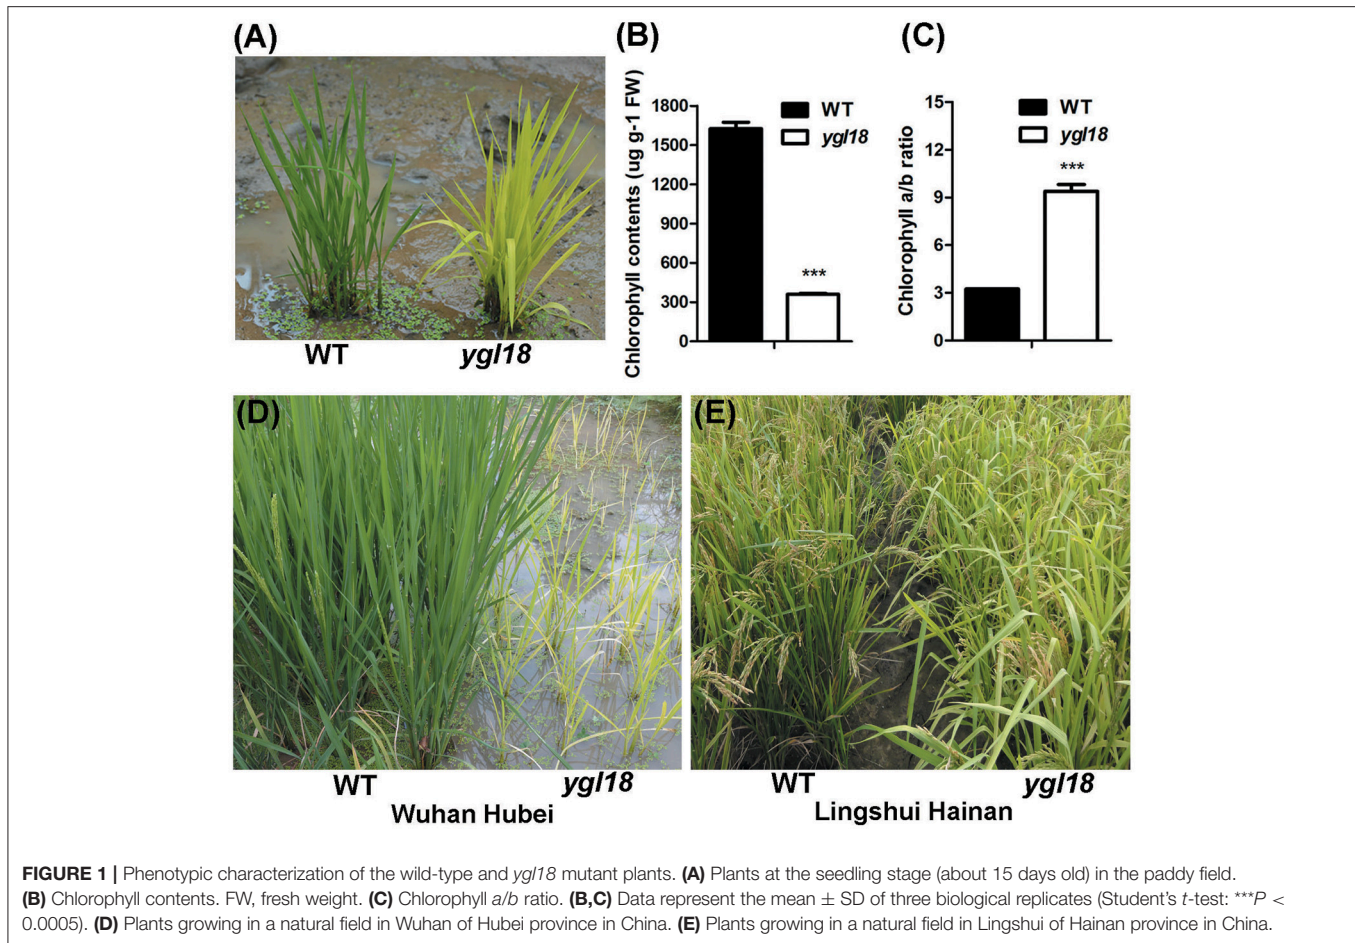 (A)
WT
ygl18
(B)
Chlorophyll contents (ug g-1 FW)
1800
1500
1200
900
600
300
0
WT
ygl18
***
(C)
Chlorophyll a/b ratio
15
12
9
6
3
0
WT
ygl18
***
(D)
WT
ygl18
Wuhan Hubei
(E)
WT
ygl18
Lingshui Hainan
FIGURE 1 | Phenotypic characterization of the wild-type and ygl18 mutant plants. (A) Plants at the seedling stage (about 15 days old) in the paddy field.
(B) Chlorophyll contents. FW, fresh weight. (C) Chlorophyll a/b ratio. (B,C) Data represent the mean ± SD of three biological replicates (Student's t-test: ***P <
0.0005). (D) Plants growing in a natural field in Wuhan of Hubei province in China. (E) Plants growing in a natural field in Lingshui of Hainan province in China.